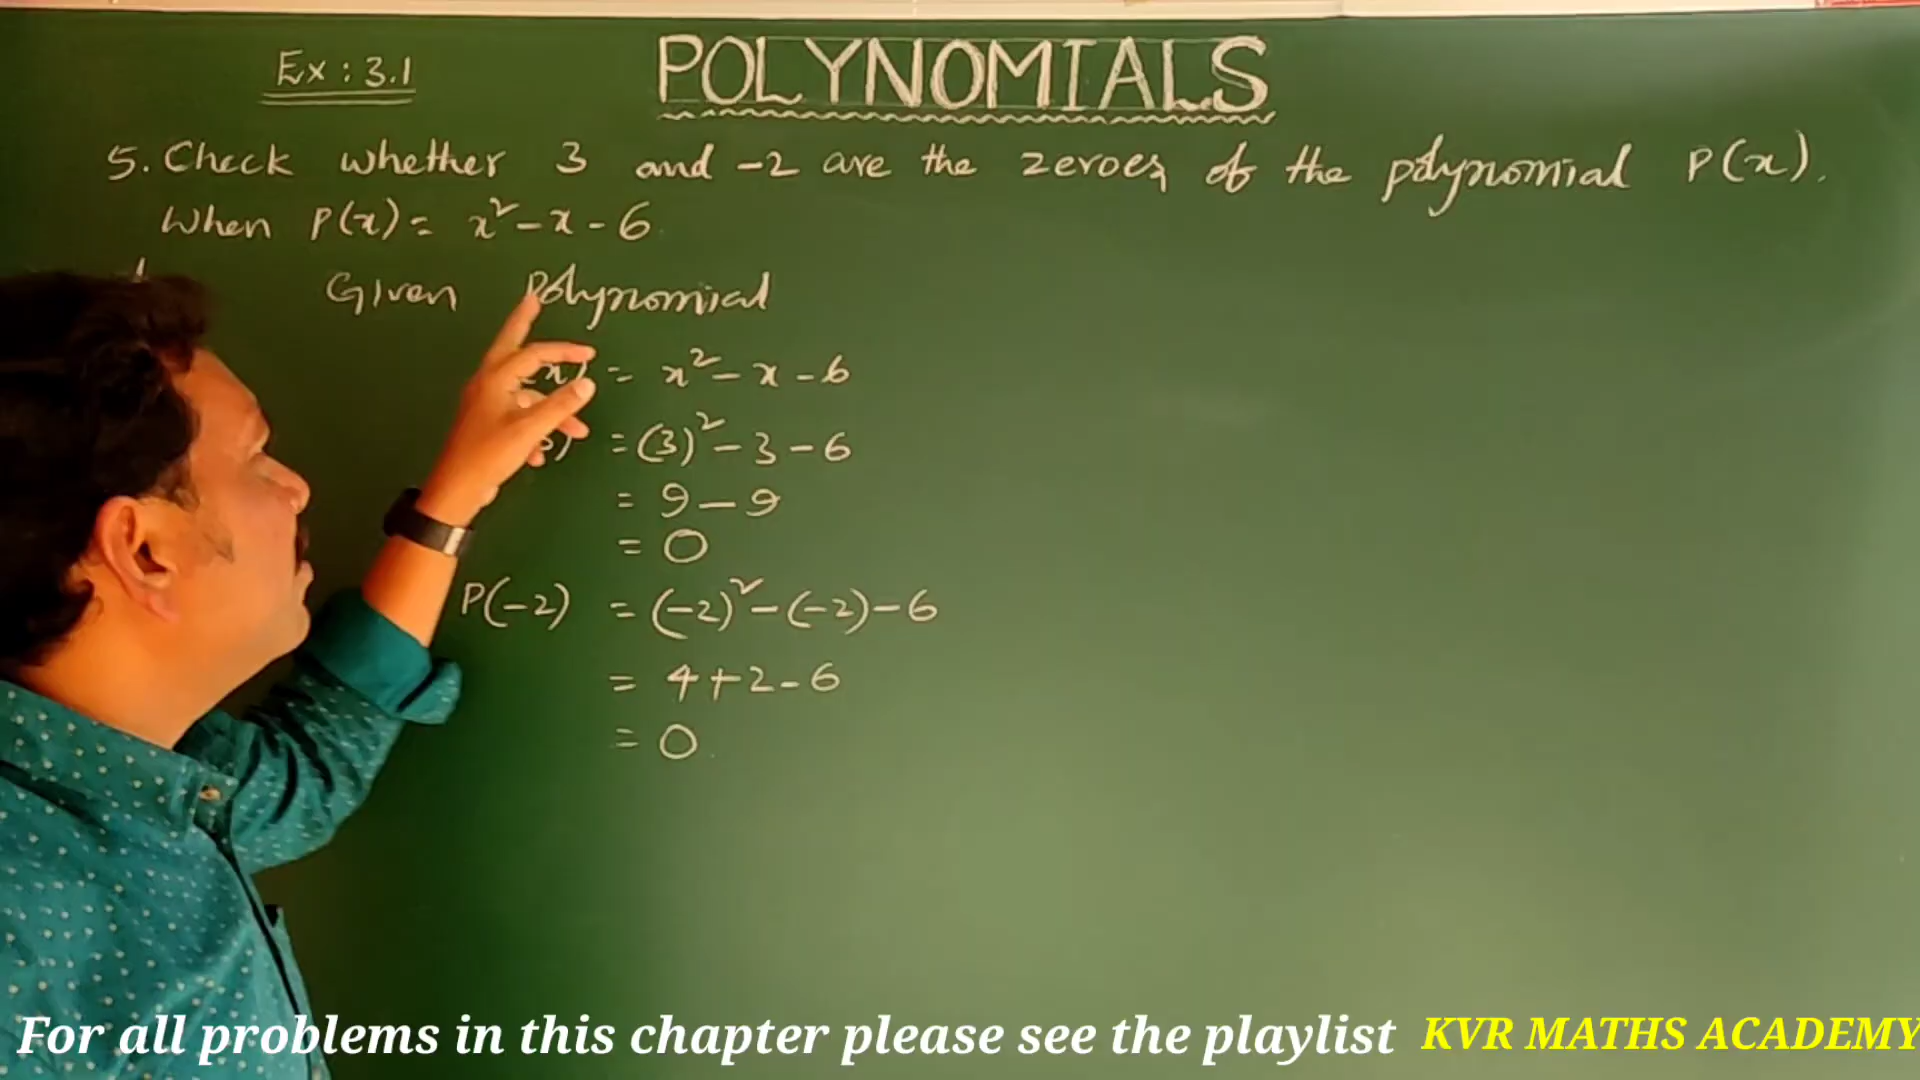 Ex : 3.1
POLYNOMIALS
5. Check whether 3 and -2 are the zeroes of the polynomial P(x).
When P(x) = x² - x - 6
Given Polynomial
(x) = x² - x - 6
3) = (3)² - 3 - 6
= 9 - 9
= 0
P(-2) = (-2)² - (-2) - 6
= 4+2-6
= 0
For all problems in this chapter please see the playlist KVR MATHS ACADEMY